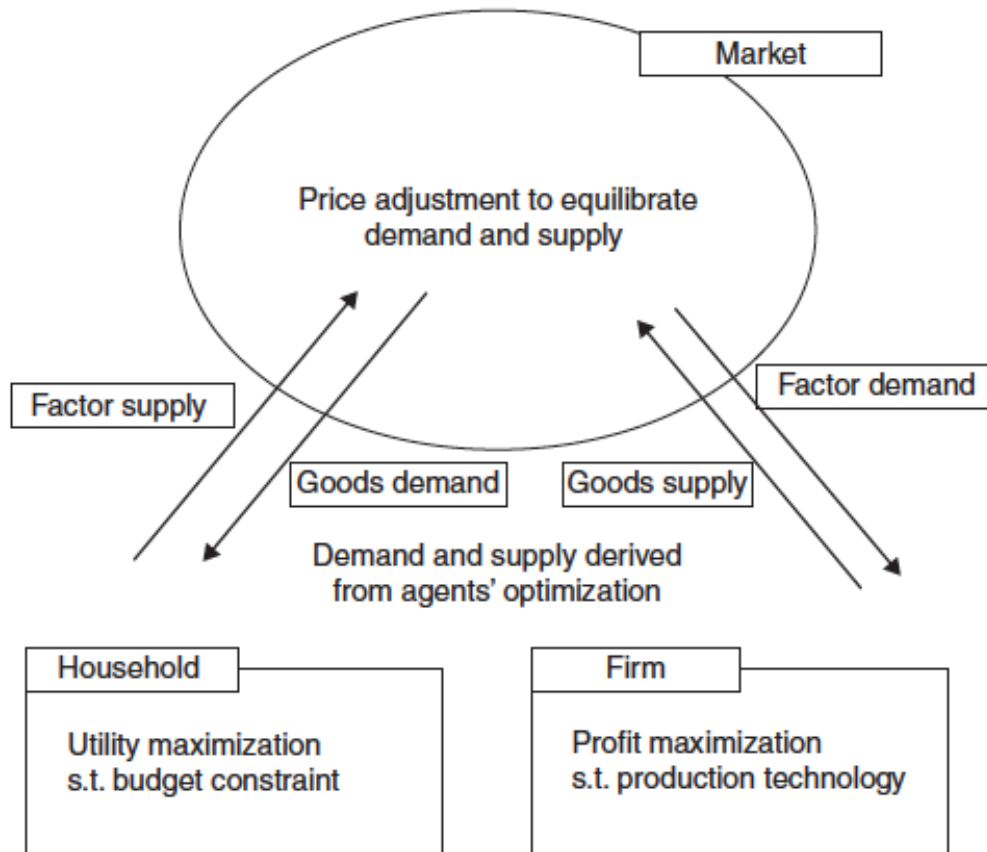 Market
Price adjustment to equilibrate
demand and supply
Factor supply
Factor demand
Goods demand
Goods supply
Demand and supply derived
from agents’ optimization
Household
Firm
Utility maximization
s.t. budget constraint
Profit maximization
s.t. production technology